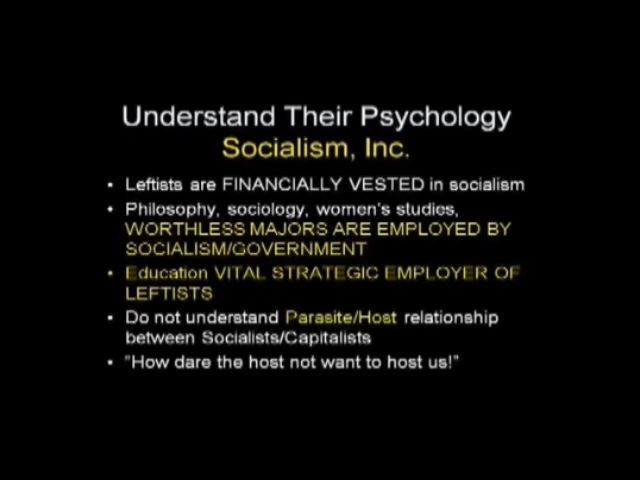 Understand Their Psychology
Socialism, Inc.
• Leftists are FINANCIALLY VESTED in socialism
• Philosophy, sociology, women's studies,
WORTHLESS MAJORS ARE EMPLOYED BY
SOCIALISM/GOVERNMENT
• Education VITAL STRATEGIC EMPLOYER OF
LEFTISTS
• Do not understand Parasite/Host relationship
between Socialists/Capitalists
• "How dare the host not want to host us!"